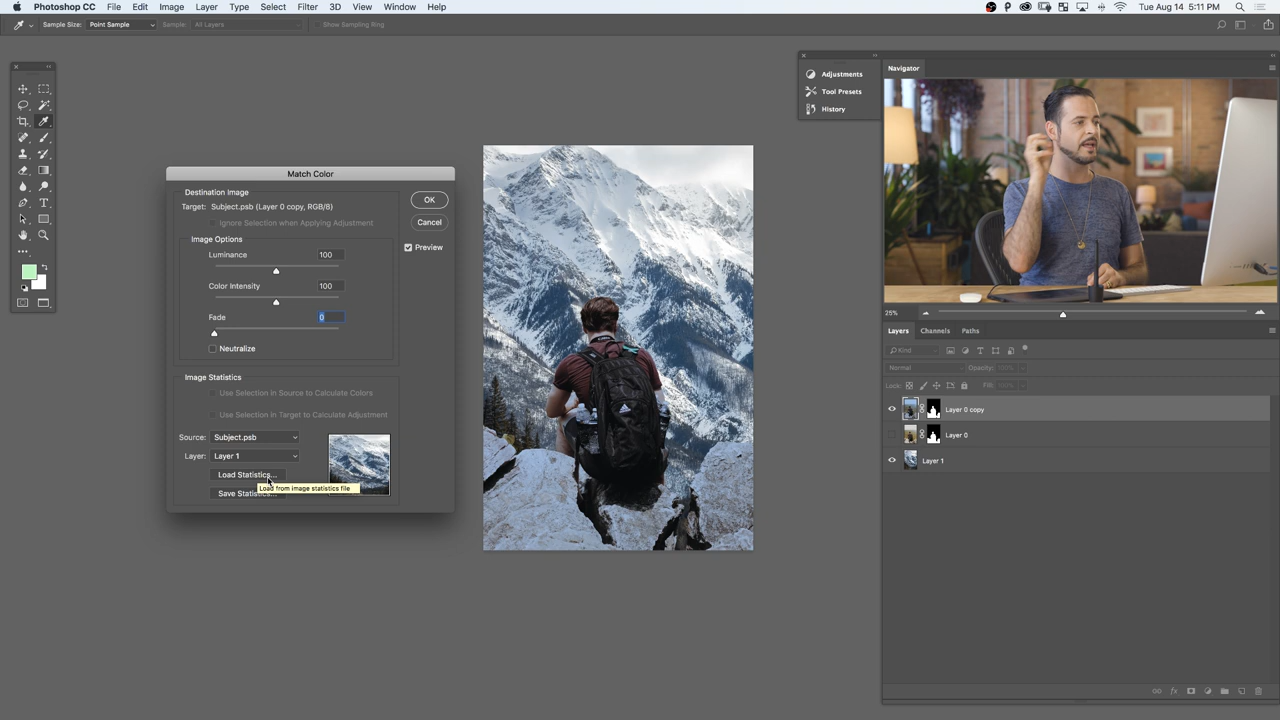 Photoshop CC File Edit Image Layer Type Select Filter 3D View Window Help Tue Aug 14 5:11 PM
Sample Size: Point Sample Sample: All Layers Show Sampling Ring
Adjustments
Tool Presets
History
Navigator
Match Color
Destination Image
Target: Subject.psb (Layer 0 copy, RGB/8)
Ignore Selection when Applying Adjustment
Image Options
Luminance 100
Color Intensity 100
Fade 0
Neutralize
OK
Cancel
Preview
Image Statistics
Use Selection in Source to Calculate Colors
Use Selection in Target to Calculate Adjustment
Source: Subject.psb
Layer: Layer 1
Load Statistics...
Load from image statistics file
Save Statistics...
25%
Layers Channels Paths
Kind
Normal Opacity: 100%
Lock: Fill: 100%
Layer 0 copy
Layer 0
Layer 1